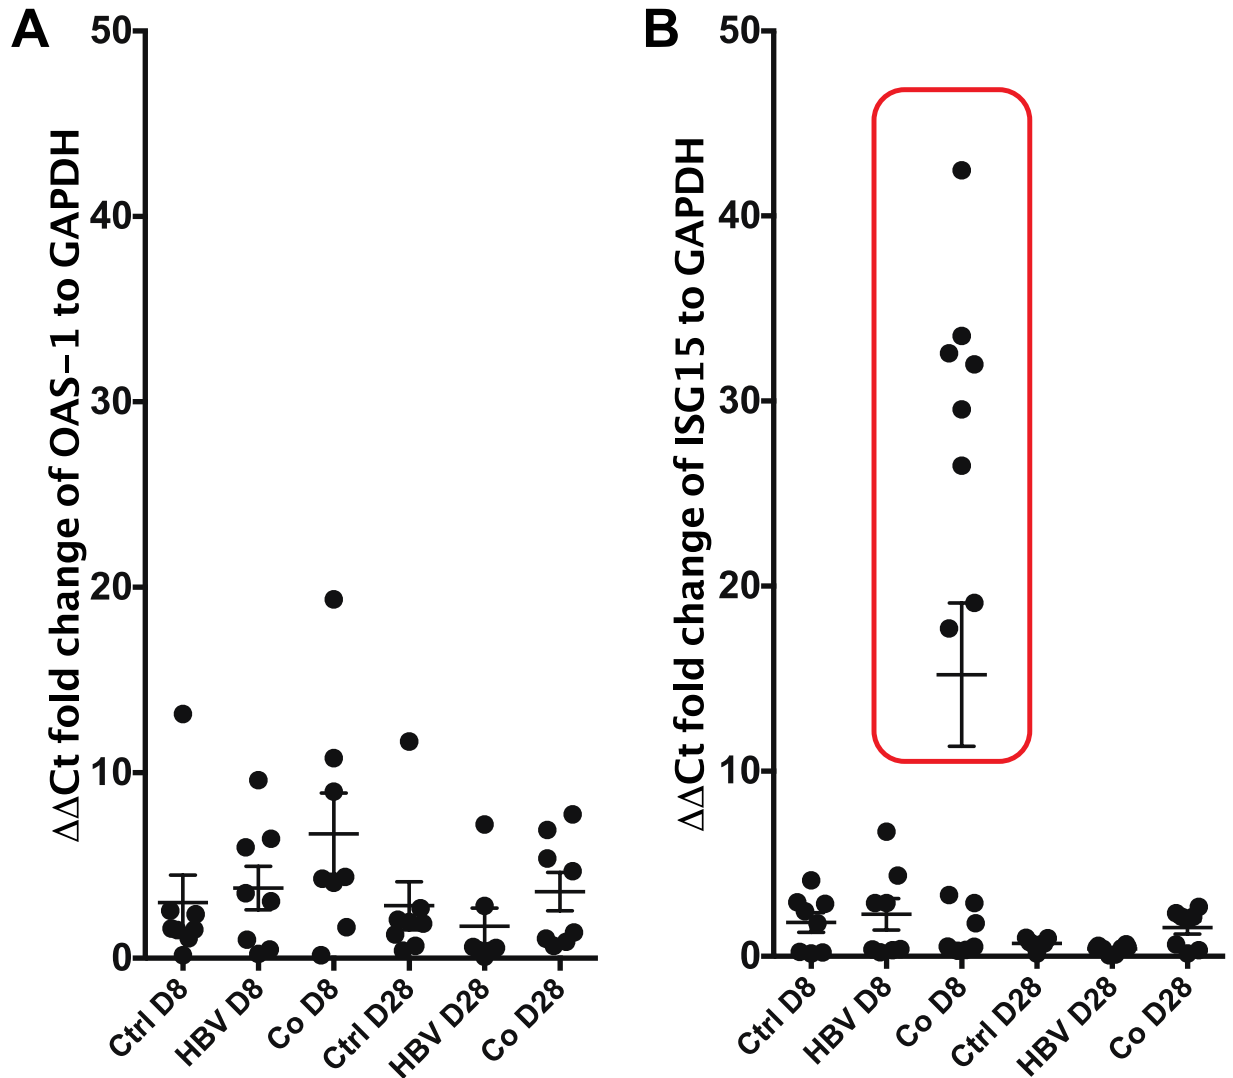 A
50
40
30
20
10
0
ΔΔCt fold change of OAS−1 to GAPDH
Ctrl D8
HBV D8
Co D8
Ctrl D28
HBV D28
Co D28
B
50
40
30
20
10
0
ΔΔCt fold change of ISG15 to GAPDH
Ctrl D8
HBV D8
Co D8
Ctrl D28
HBV D28
Co D28